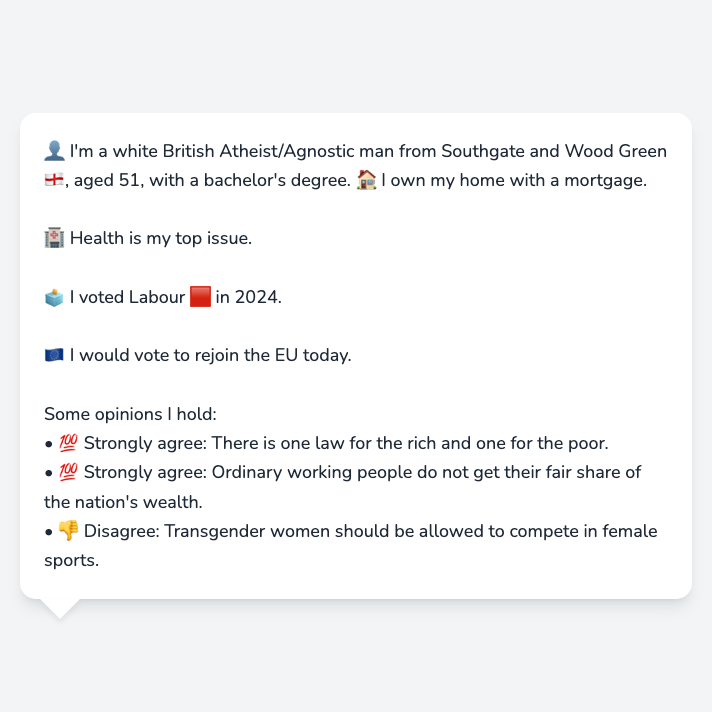 👤 I'm a white British Atheist/Agnostic man from Southgate and Wood Green
🏴󠁧󠁢󠁥󠁮󠁧󠁿, aged 51, with a bachelor's degree. 🏠 I own my home with a mortgage.
🏥 Health is my top issue.
🗳️ I voted Labour 🟥 in 2024.
🇪🇺 I would vote to rejoin the EU today.
Some opinions I hold:
• 💯 Strongly agree: There is one law for the rich and one for the poor.
• 💯 Strongly agree: Ordinary working people do not get their fair share of
the nation's wealth.
• 👎 Disagree: Transgender women should be allowed to compete in female
sports.